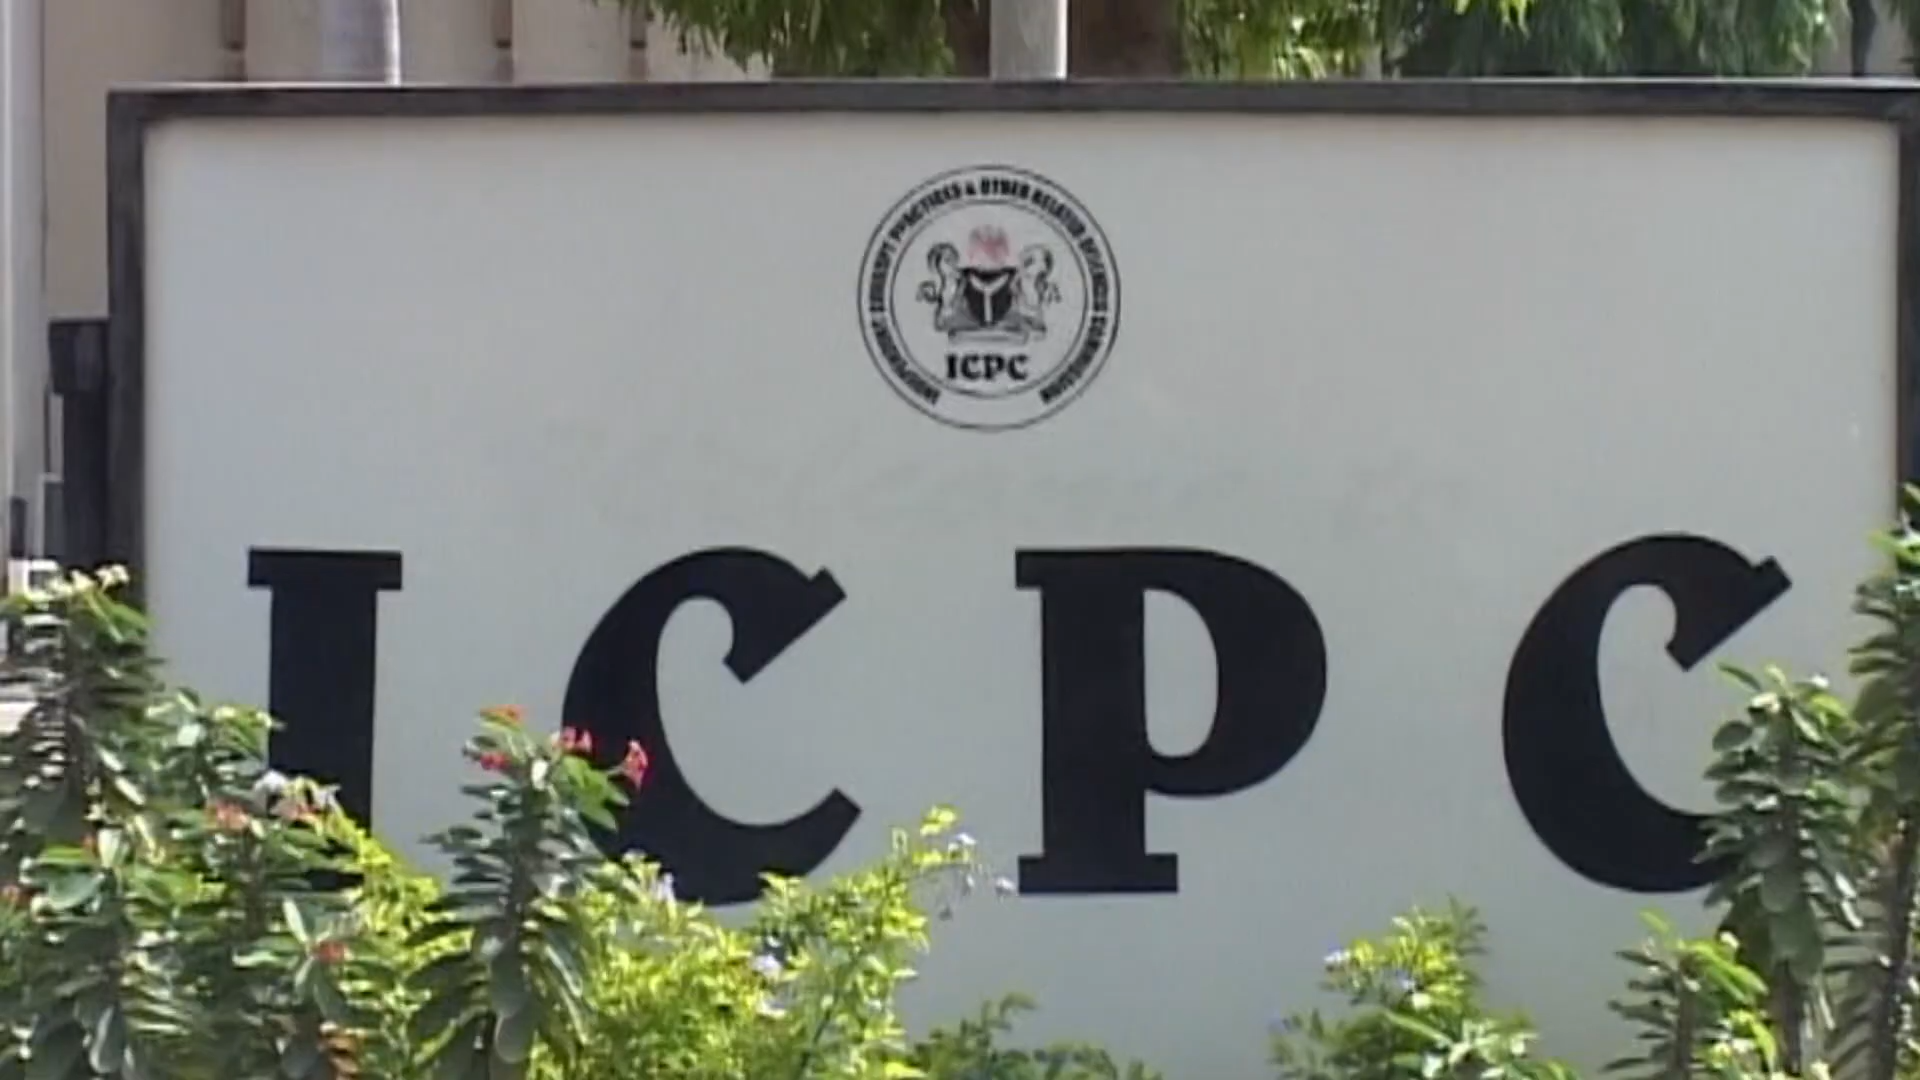 INDEPENDENT CORRUPT PRACTICES & OTHER RELATED OFFENCES COMMISSION
ICPC
ICPC